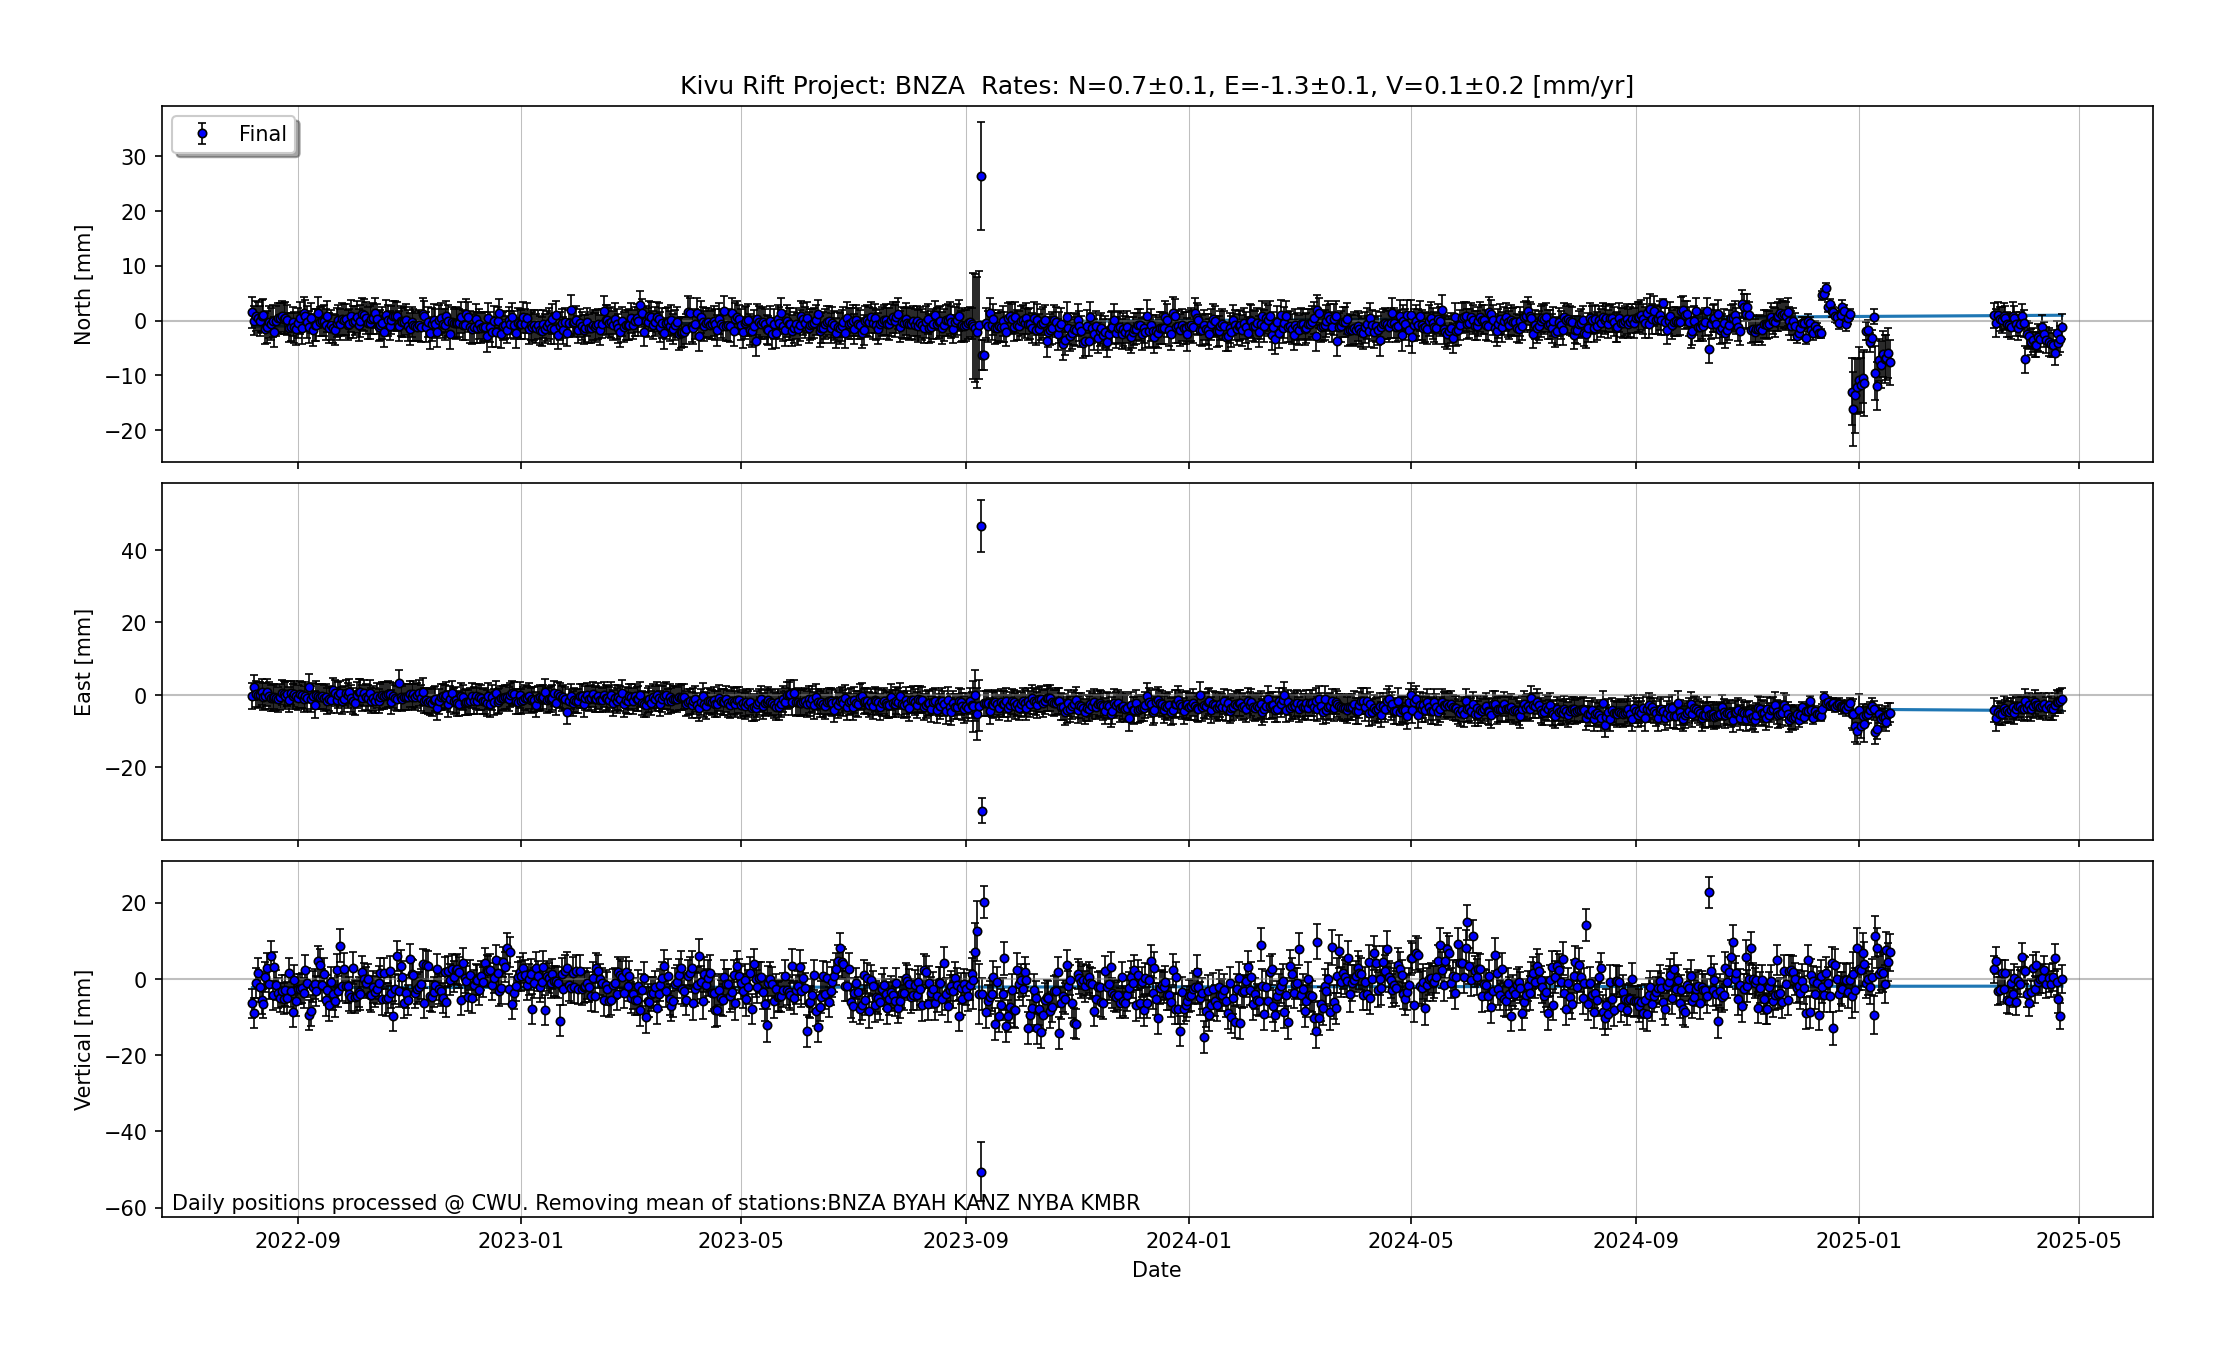 Kivu Rift Project: BNZA  Rates: N=0.7±0.1, E=-1.3±0.1, V=0.1±0.2 [mm/yr]
Final
North [mm]
30
20
10
0
−10
−20
East [mm]
40
20
0
−20
Vertical [mm]
20
0
−20
−40
−60
Daily positions processed @ CWU. Removing mean of stations:BNZA BYAH KANZ NYBA KMBR
2022-09 2023-01 2023-05 2023-09 2024-01 2024-05 2024-09 2025-01 2025-05
Date